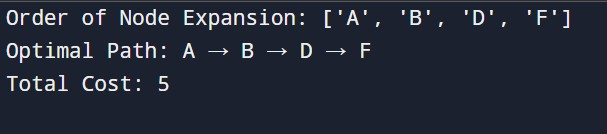 Order of Node Expansion: ['A', 'B', 'D', 'F']
Optimal Path: A → B → D → F
Total Cost: 5